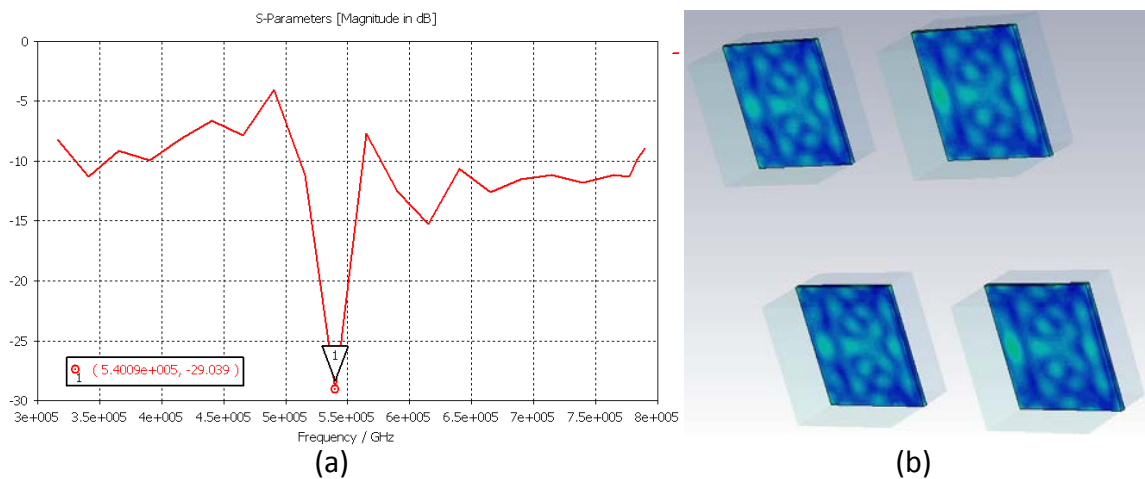 S-Parameters [Magnitude in dB]
0
-5
-10
-15
-20
-25
-30
1
1 ( 5.4009e+005, -29.039 )
3e+005 3.5e+005 4e+005 4.5e+005 5e+005 5.5e+005 6e+005 6.5e+005 7e+005 7.5e+005 8e+005
Frequency / GHz
(a) (b)